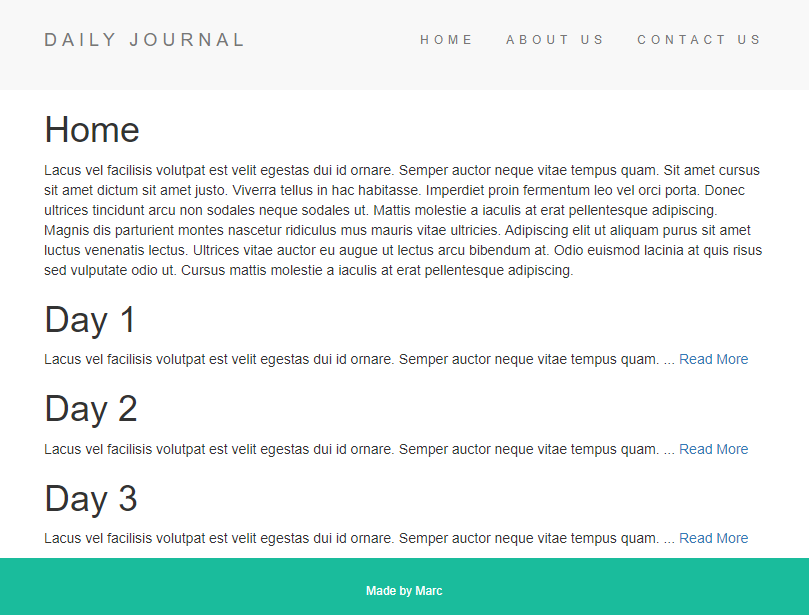 DAILY JOURNAL
HOME ABOUT US CONTACT US
Home
Lacus vel facilisis volutpat est velit egestas dui id ornare. Semper auctor neque vitae tempus quam. Sit amet cursus
sit amet dictum sit amet justo. Viverra tellus in hac habitasse. Imperdiet proin fermentum leo vel orci porta. Donec
ultrices tincidunt arcu non sodales neque sodales ut. Mattis molestie a iaculis at erat pellentesque adipiscing.
Magnis dis parturient montes nascetur ridiculus mus mauris vitae ultricies. Adipiscing elit ut aliquam purus sit amet
luctus venenatis lectus. Ultrices vitae auctor eu augue ut lectus arcu bibendum at. Odio euismod lacinia at quis risus
sed vulputate odio ut. Cursus mattis molestie a iaculis at erat pellentesque adipiscing.
Day 1
Lacus vel facilisis volutpat est velit egestas dui id ornare. Semper auctor neque vitae tempus quam. ... Read More
Day 2
Lacus vel facilisis volutpat est velit egestas dui id ornare. Semper auctor neque vitae tempus quam. ... Read More
Day 3
Lacus vel facilisis volutpat est velit egestas dui id ornare. Semper auctor neque vitae tempus quam. ... Read More
Made by Marc